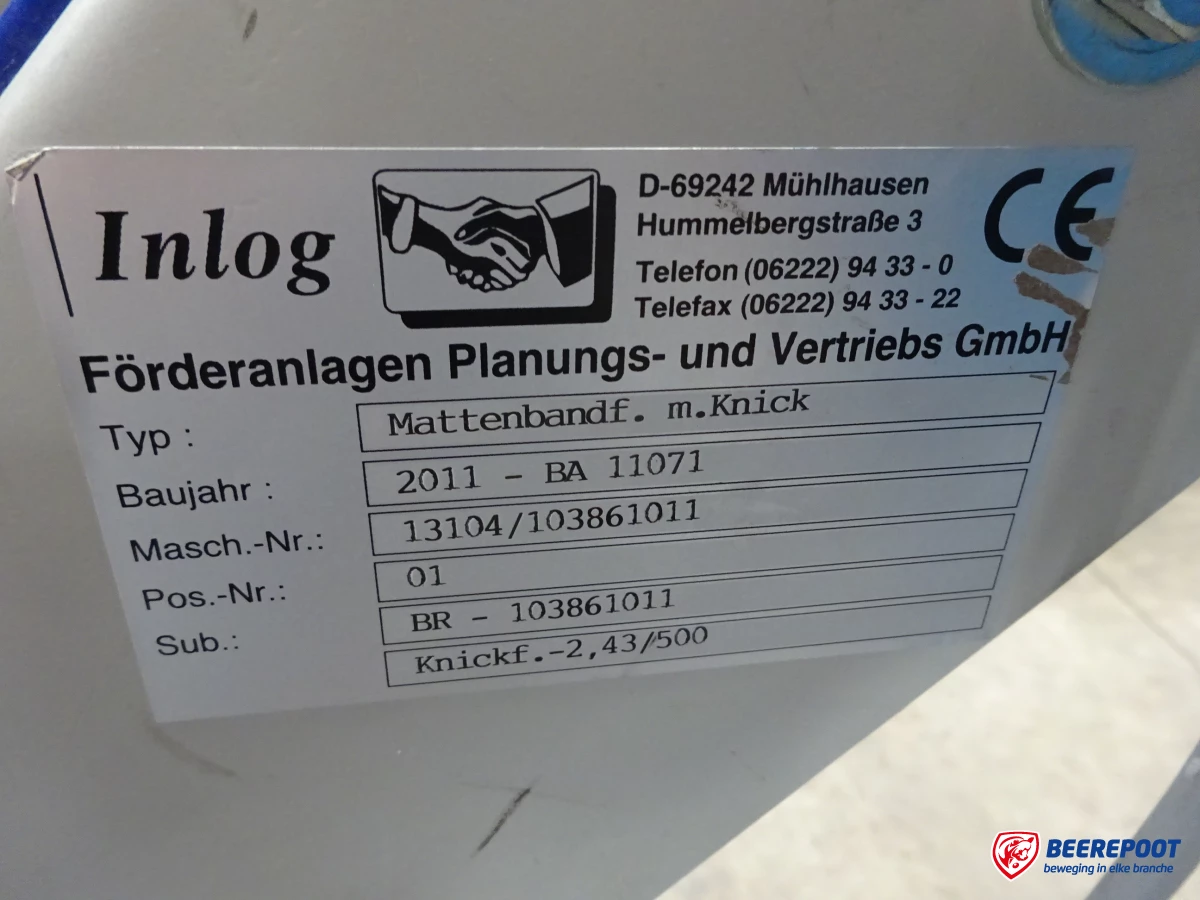 Inlog
D-69242 Mühlhausen
Hummelbergstraße 3
Telefon (06222) 94 33 - 0
Telefax (06222) 94 33 - 22
CE
Förderanlagen Planungs- und Vertriebs GmbH
Typ : Mattenbandf. m.Knick
Baujahr : 2011 - BA 11071
Masch.-Nr.: 13104/103861011
Pos.-Nr.: 01
Sub.: BR - 103861011
Knickf.-2,43/500
BEEREPOOT
beweging in elke branche